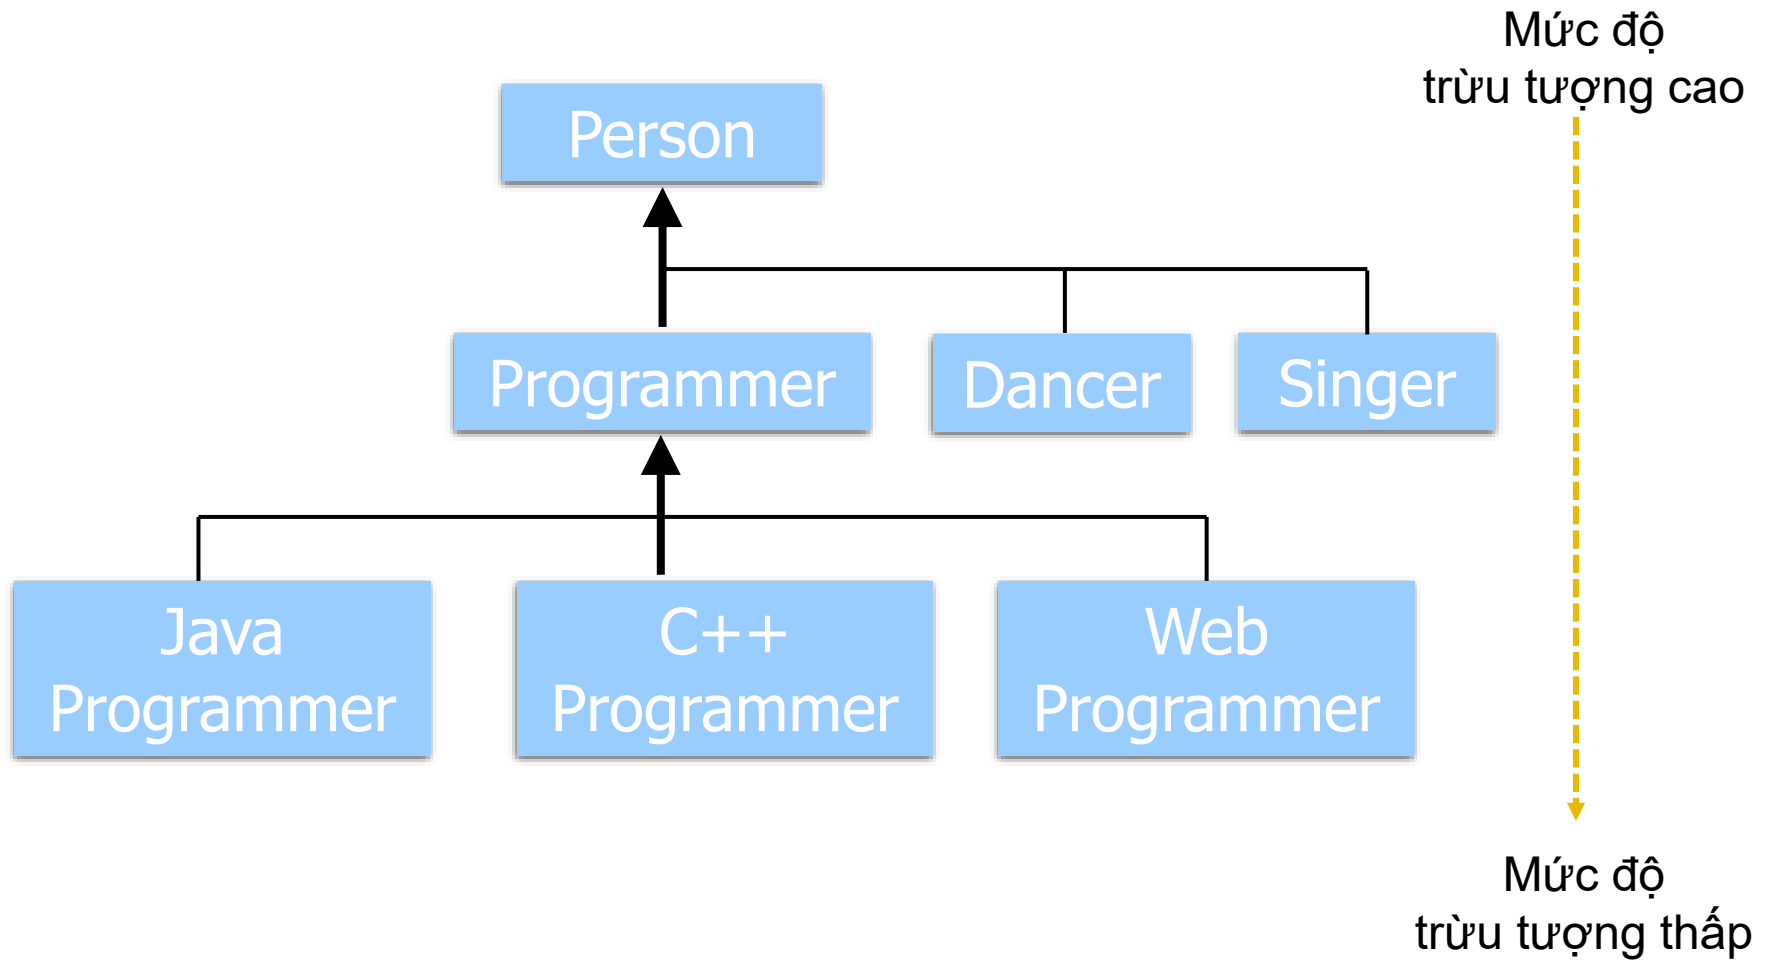 Mức độ
trừu tượng cao
Person
Programmer
Dancer
Singer
Java
Programmer
C++
Programmer
Web
Programmer
Mức độ
trừu tượng thấp